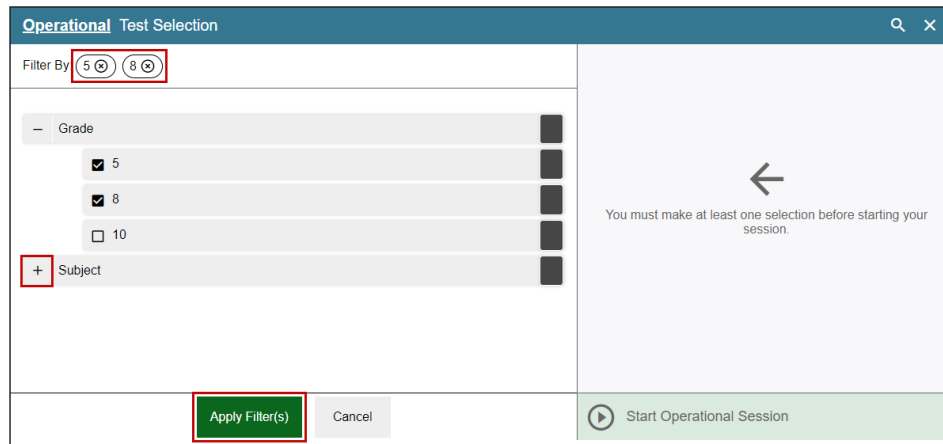 Operational Test Selection
Filter By: 5 8
Grade
5
8
10
Subject
You must make at least one selection before starting your
session.
Apply Filter(s)
Cancel
Start Operational Session